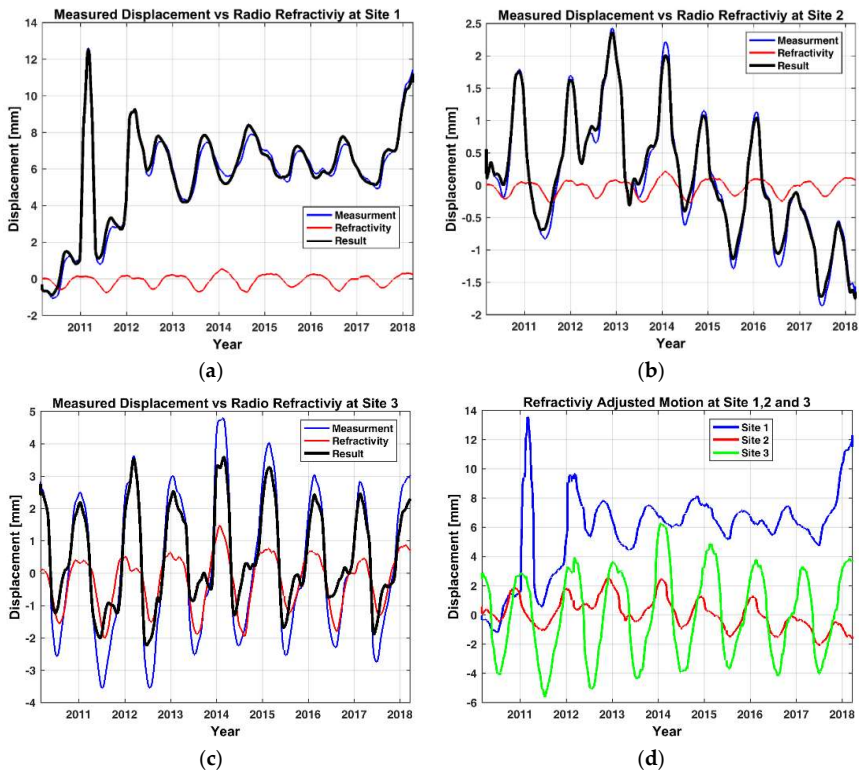 Measured Displacement vs Radio Refractiviy at Site 1
14
12
10
8
6
4
2
0
-2
Displacement [mm]
Measurment
Refractivity
Result
2011 2012 2013 2014 2015 2016 2017 2018
Year
(a)
Measured Displacement vs Radio Refractiviy at Site 2
2.5
2
1.5
1
0.5
0
-0.5
-1
-1.5
-2
Displacement [mm]
Measurment
Refractivity
Result
2011 2012 2013 2014 2015 2016 2017 2018
Year
(b)
Measured Displacement vs Radio Refractiviy at Site 3
5
4
3
2
1
0
-1
-2
-3
-4
Displacement [mm]
Measurment
Refractivity
Result
2011 2012 2013 2014 2015 2016 2017 2018
Year
(c)
Refractiviy Adjusted Motion at Site 1,2 and 3
14
12
10
8
6
4
2
0
-2
-4
-6
Displacement [mm]
Site 1
Site 2
Site 3
2011 2012 2013 2014 2015 2016 2017 2018
Year
(d)